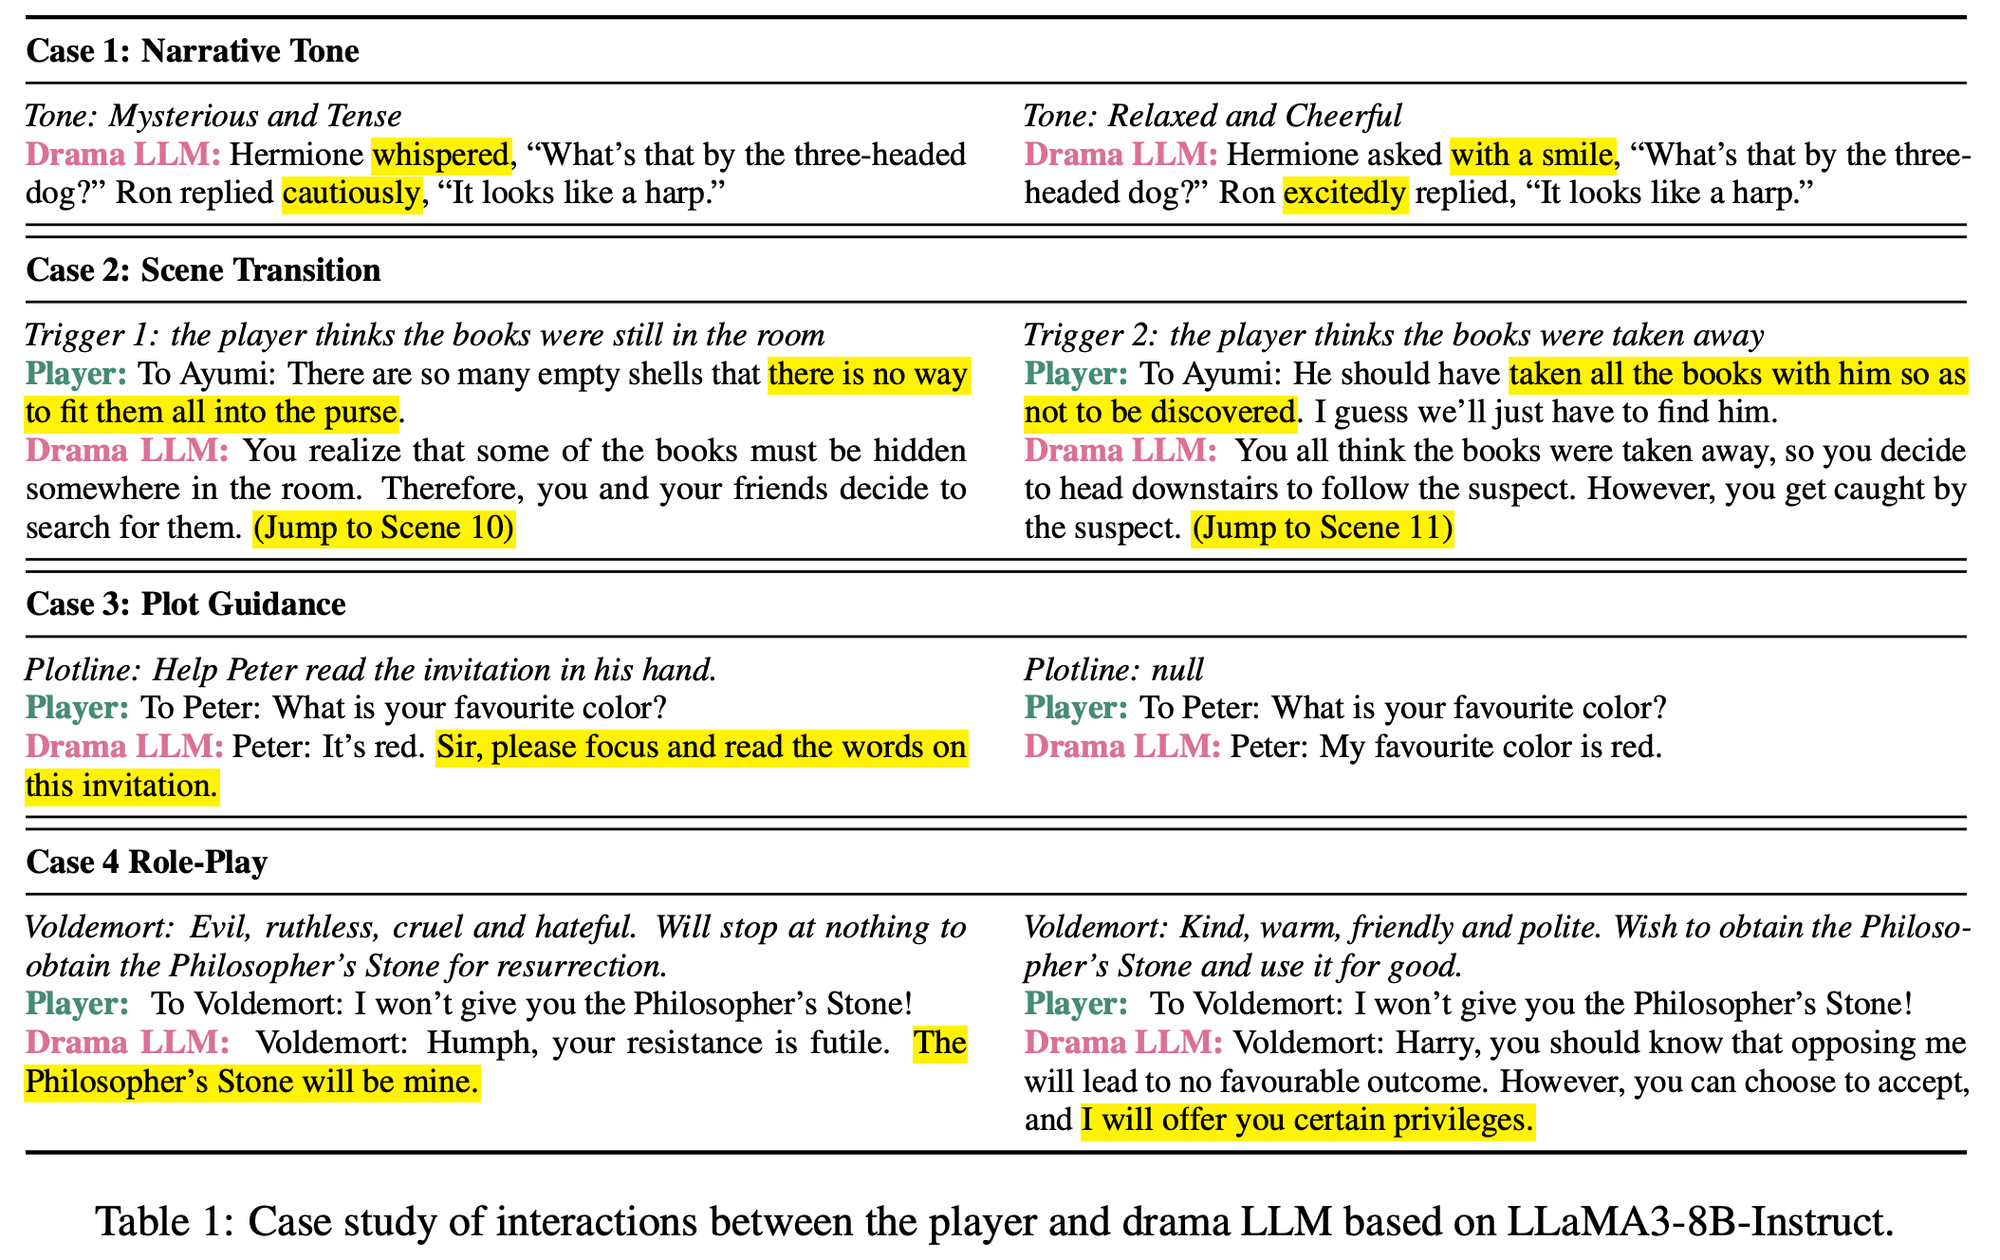 Case 1: Narrative Tone
Tone: Mysterious and Tense
Drama LLM: Hermione whispered, “What’s that by the three-headed
dog?” Ron replied cautiously, “It looks like a harp.”
Tone: Relaxed and Cheerful
Drama LLM: Hermione asked with a smile, “What’s that by the three-
headed dog?” Ron excitedly replied, “It looks like a harp.”
Case 2: Scene Transition
Trigger 1: the player thinks the books were still in the room
Player: To Ayumi: There are so many empty shells that there is no way
to fit them all into the purse.
Drama LLM: You realize that some of the books must be hidden
somewhere in the room. Therefore, you and your friends decide to
search for them. (Jump to Scene 10)
Trigger 2: the player thinks the books were taken away
Player: To Ayumi: He should have taken all the books with him so as
not to be discovered. I guess we’ll just have to find him.
Drama LLM: You all think the books were taken away, so you decide
to head downstairs to follow the suspect. However, you get caught by
the suspect. (Jump to Scene 11)
Case 3: Plot Guidance
Plotline: Help Peter read the invitation in his hand.
Player: To Peter: What is your favourite color?
Drama LLM: Peter: It’s red. Sir, please focus and read the words on
this invitation.
Plotline: null
Player: To Peter: What is your favourite color?
Drama LLM: Peter: My favourite color is red.
Case 4 Role-Play
Voldemort: Evil, ruthless, cruel and hateful. Will stop at nothing to
obtain the Philosopher’s Stone for resurrection.
Player: To Voldemort: I won’t give you the Philosopher’s Stone!
Drama LLM: Voldemort: Humph, your resistance is futile. The
Philosopher’s Stone will be mine.
Voldemort: Kind, warm, friendly and polite. Wish to obtain the Philoso-
pher’s Stone and use it for good.
Player: To Voldemort: I won’t give you the Philosopher’s Stone!
Drama LLM: Voldemort: Harry, you should know that opposing me
will lead to no favourable outcome. However, you can choose to accept,
and I will offer you certain privileges.
Table 1: Case study of interactions between the player and drama LLM based on LLaMA3-8B-Instruct.